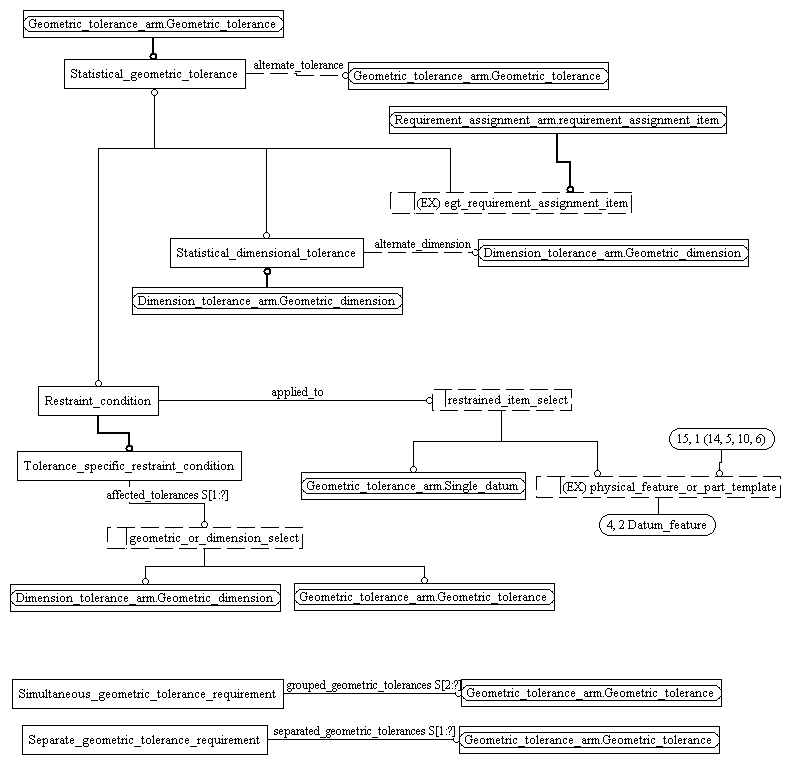 Geometric_tolerance_arm.Geometric_tolerance
Statistical_geometric_tolerance
alternate_tolerance
Geometric_tolerance_arm.Geometric_tolerance
Requirement_assignment_arm.requirement_assignment_item
(EX) egt_requirement_assignment_item
Statistical_dimensional_tolerance
alternate_dimension
Dimension_tolerance_arm.Geometric_dimension
Dimension_tolerance_arm.Geometric_dimension
Restraint_condition
applied_to
restrained_item_select
15, 1 (14, 5, 10, 6)
Tolerance_specific_restraint_condition
Geometric_tolerance_arm.Single_datum
(EX) physical_feature_or_part_template
affected_tolerances S[1:?]
4, 2 Datum_feature
geometric_or_dimension_select
Dimension_tolerance_arm.Geometric_dimension
Geometric_tolerance_arm.Geometric_tolerance
Simultaneous_geometric_tolerance_requirement
grouped_geometric_tolerances S[2:?]
Geometric_tolerance_arm.Geometric_tolerance
Separate_geometric_tolerance_requirement
separated_geometric_tolerances S[1:?]
Geometric_tolerance_arm.Geometric_tolerance